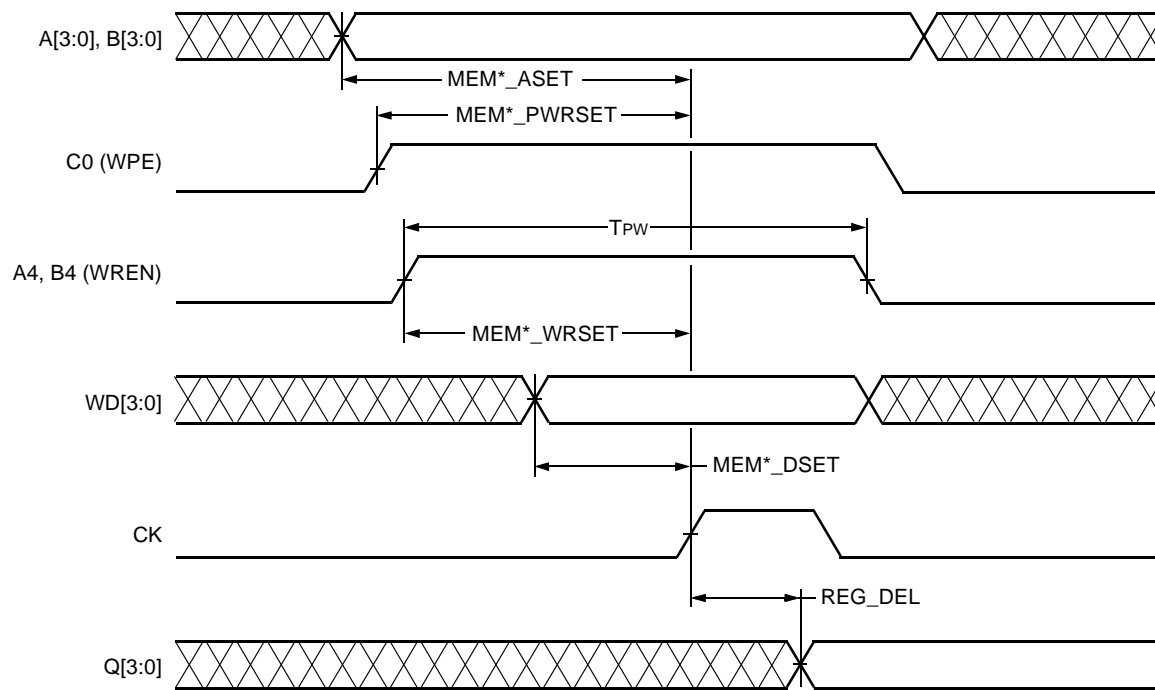 A[3:0], B[3:0]
MEM*_ASET
MEM*_PWRSET
C0 (WPE)
TPW
A4, B4 (WREN)
MEM*_WRSET
WD[3:0]
MEM*_DSET
CK
REG_DEL
Q[3:0]